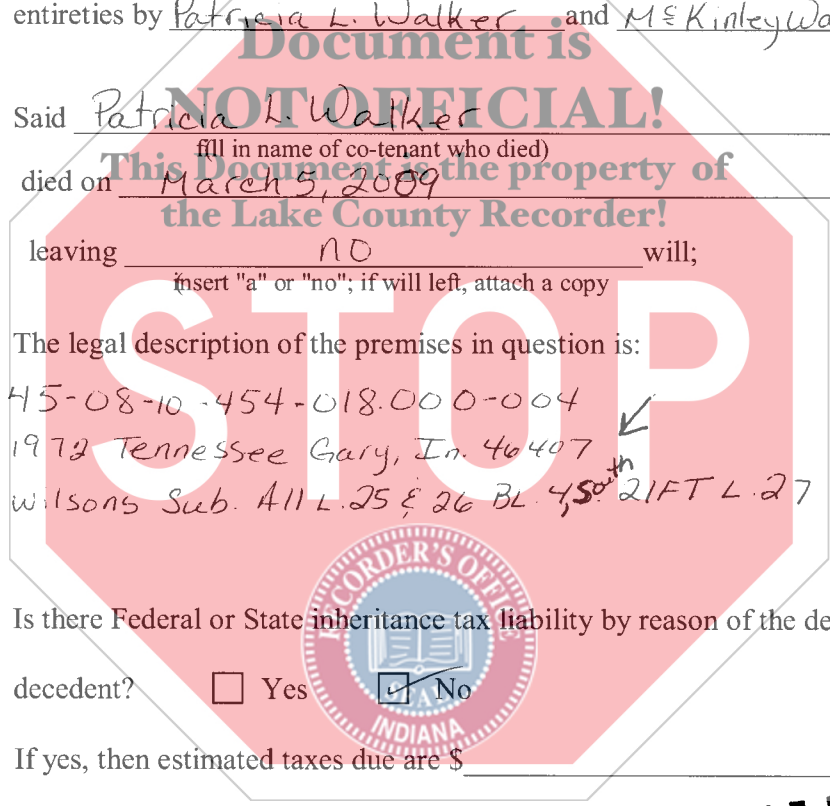 entireties by Patricia L. Walker and McKinley Wa
Document is
NOT OFFICIAL!
Said Patricia L. Walker
fill in name of co-tenant who died)
This Document is the property of
died on March 5, 2009
the Lake County Recorder!
leaving no will;
insert "a" or "no"; if will left, attach a copy
STOP
The legal description of the premises in question is:
45-08-10-454-018.000-004
1972 Tennessee Gary, In. 46407
Wilsons Sub. All L.25 & 26 BL. 4, South 21FT L.27
RECORDER'S OFFICE
Is there Federal or State inheritance tax liability by reason of the de
decedent? Yes No
SEAL
INDIANA
If yes, then estimated taxes due are $